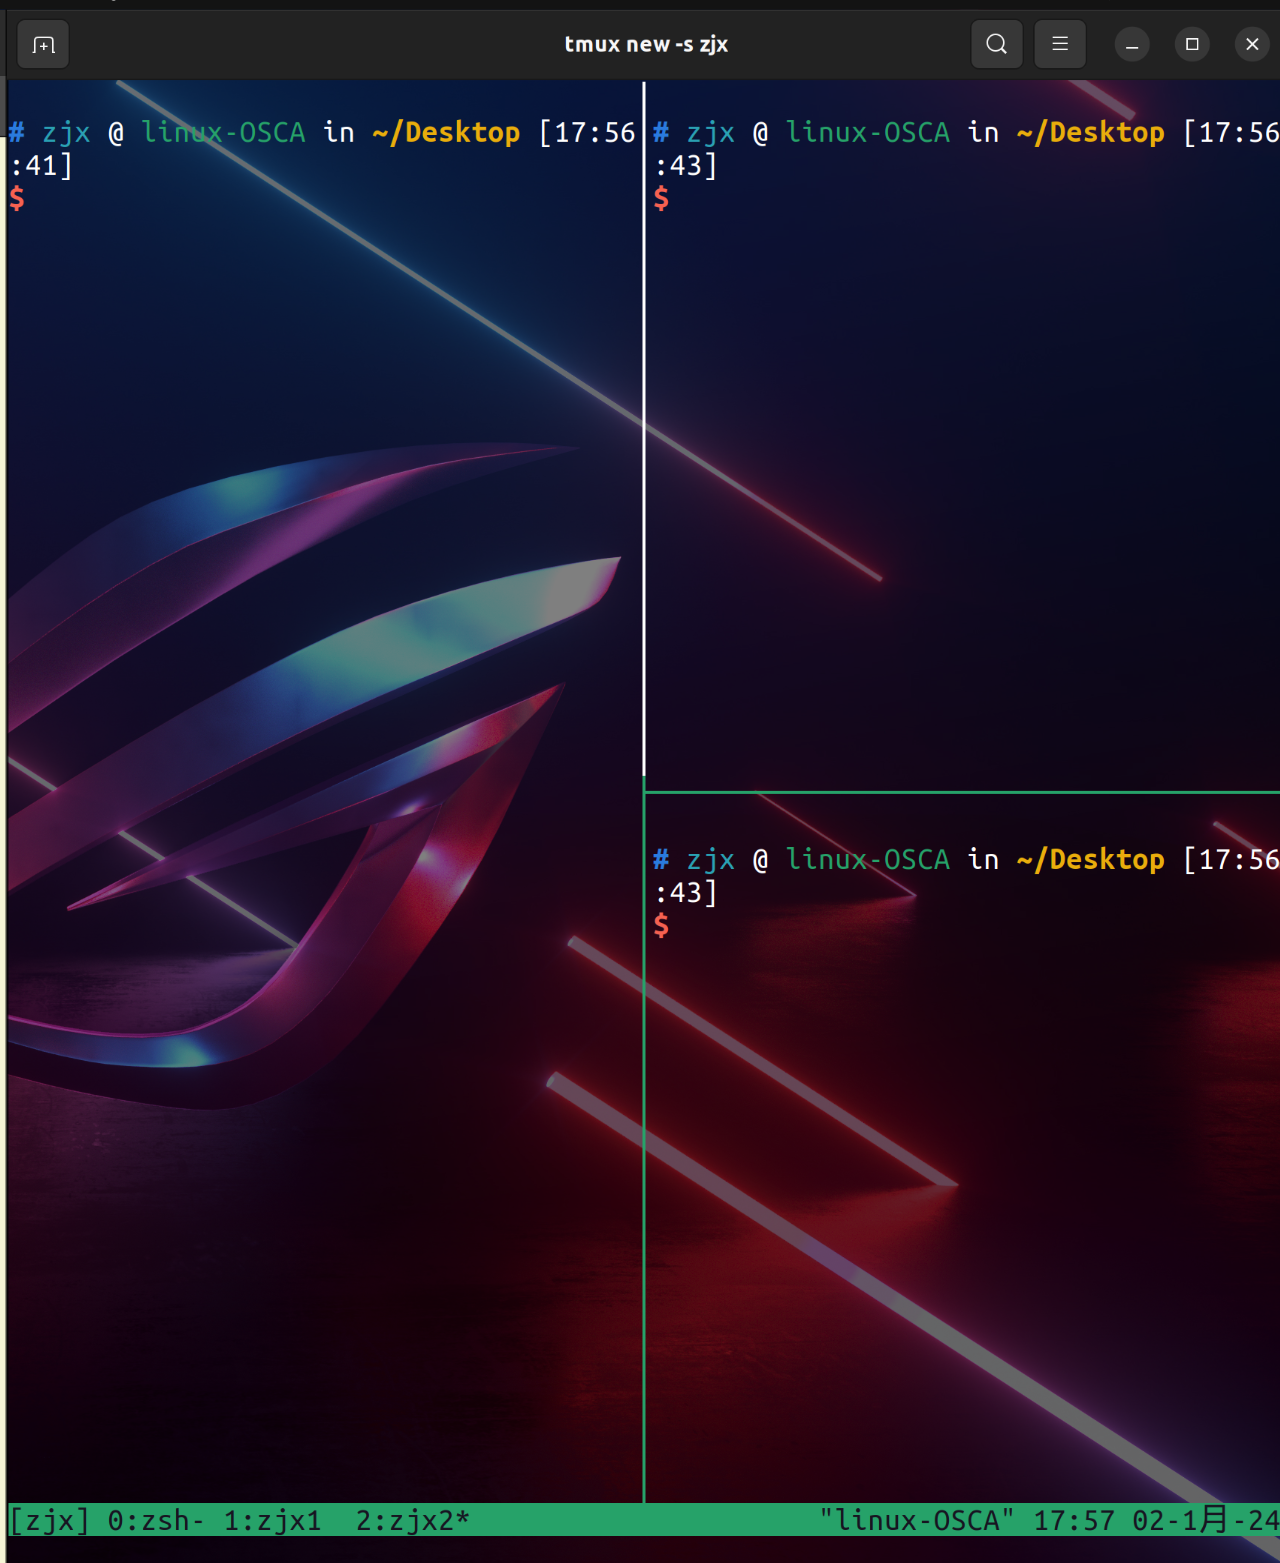 tmux new -s zjx
# zjx @ linux-OSCA in ~/Desktop [17:56
:41]
$
# zjx @ linux-OSCA in ~/Desktop [17:56
:43]
$
# zjx @ linux-OSCA in ~/Desktop [17:56
:43]
$
[zjx] 0:zsh- 1:zjx1  2:zjx2* "linux-OSCA" 17:57 02-1月-24